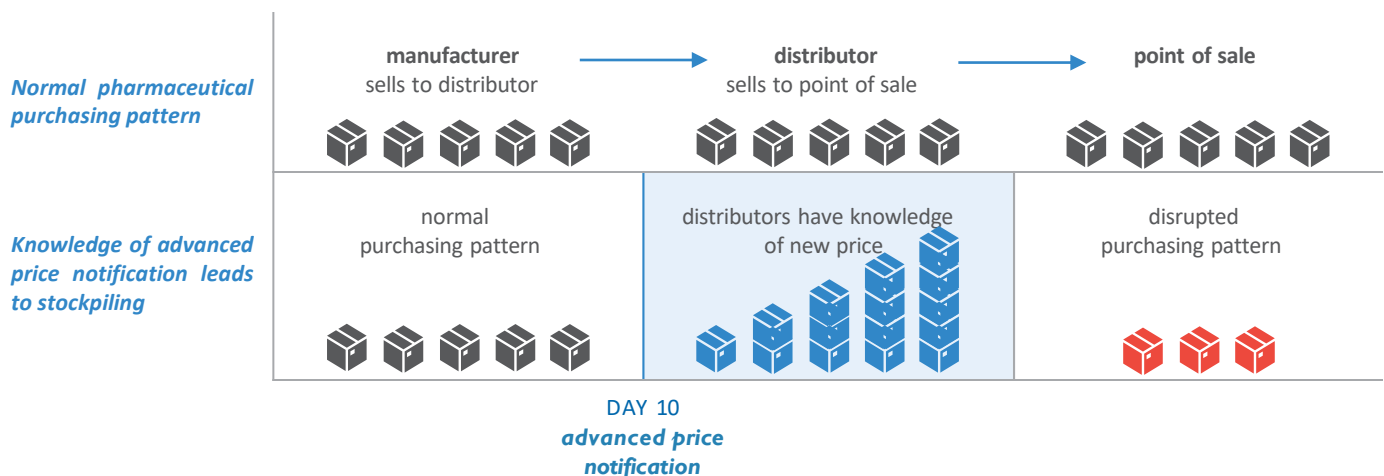 manufacturer
sells to distributor
distributor
sells to point of sale
point of sale
Normal pharmaceutical
purchasing pattern
normal
purchasing pattern
distributors have knowledge
of new price
disrupted
purchasing pattern
Knowledge of advanced
price notification leads
to stockpiling
DAY 10
advanced price
notification